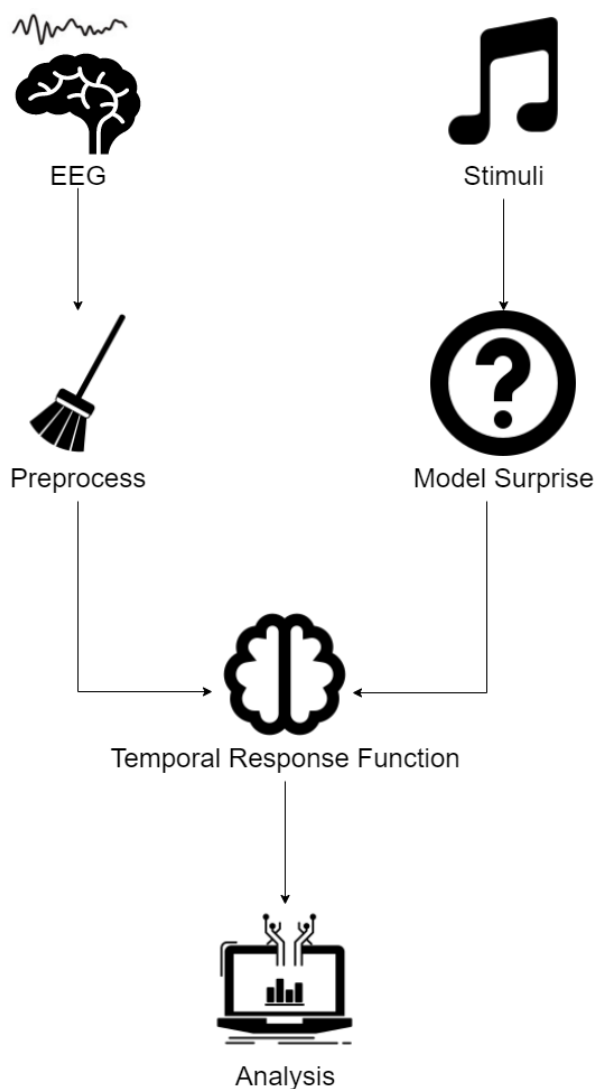 EEG
Stimuli
Preprocess
Model Surprise
Temporal Response Function
Analysis